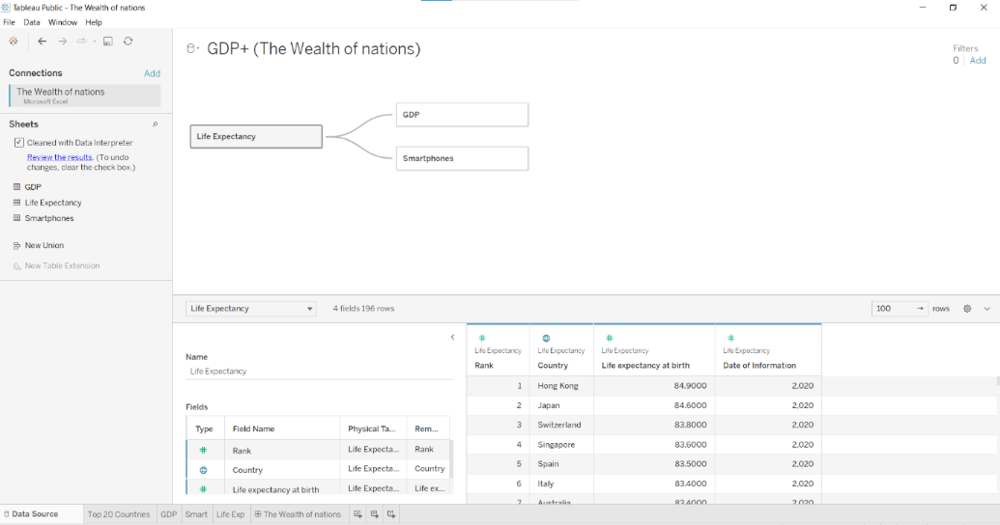 Tableau Public - The Wealth of nations
File Data Window Help
GDP+ (The Wealth of nations)
Filters
0 Add
Connections Add
The Wealth of nations
Microsoft Excel
Sheets
Cleaned with Data Interpreter
Review the results. (To undo
changes, clear the check box.)
GDP
Life Expectancy
Smartphones
New Union
New Table Extension
Life Expectancy
GDP
Smartphones
Life Expectancy 4 fields 196 rows 100 → rows
Name
Life Expectancy
Fields
Type Field Name Physical Ta... Rem...
# Rank Life Expecta... Rank
Country Life Expecta... Country
# Life expectancy at birth Life Expecta... Life ex...
# # #
Life Expectancy Life Expectancy Life Expectancy Life Expectancy
Rank Country Life expectancy at birth Date of Information
1 Hong Kong 84.9000 2,020
2 Japan 84.6000 2,020
3 Switzerland 83.8000 2,020
4 Singapore 83.6000 2,020
5 Spain 83.5000 2,020
6 Italy 83.4000 2,020
7 Australia 83.4000 2,020
Data Source Top 20 Countries GDP Smart Life Exp The Wealth of nations